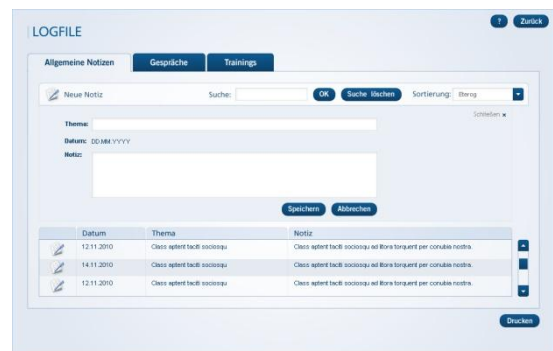 ? Zurück
LOGFILE
Allgemeine Notizen Gespräche Trainings
Neue Notiz Suche: OK Suche löschen Sortierung:
Schließen x
Thema:
Datum: DD.MM.YYYY
Notiz:
Speichern Abbrechen
Datum Thema Notiz
12.11.2010 Class aptent taciti sociosqu Class aptent taciti sociosqu ad litora torquent per conubia nostra.
14.11.2010 Class aptent taciti sociosqu Class aptent taciti sociosqu ad litora torquent per conubia nostra.
12.11.2010 Class aptent taciti sociosqu Class aptent taciti sociosqu ad litora torquent per conubia nostra.
Drucken